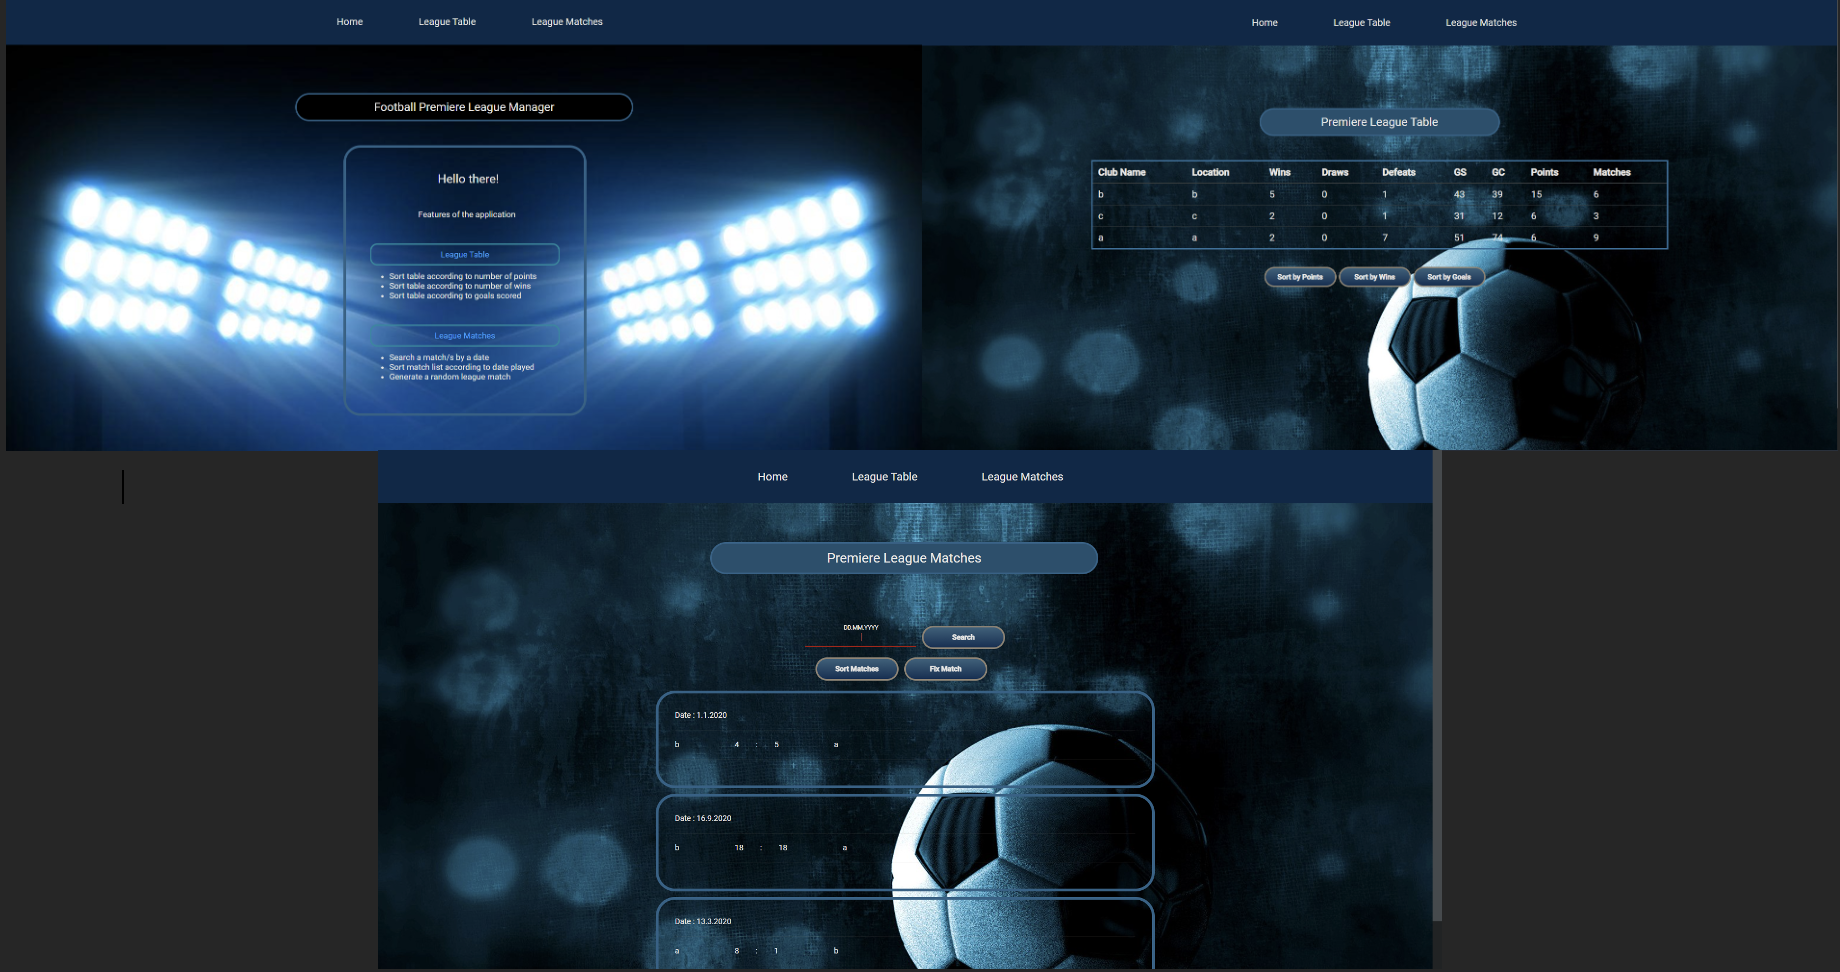 Home League Table League Matches
Football Premiere League Manager
Hello there!
Features of the application
League Table
• Sort table according to number of points
• Sort table according to number of wins
• Sort table according to goals scored
League Matches
• Search a match/s by a date
• Sort match list according to date played
• Generate a random league match
Home League Table League Matches
Premiere League Table
Club Name Location Wins Draws Defeats GS GC Points Matches
b b 5 0 1 43 39 15 6
c c 2 0 1 31 12 6 3
a a 2 0 7 51 74 6 9
Sort by Points Sort by Wins Sort by Goals
Home League Table League Matches
Premiere League Matches
DD.MM.YYYY
Search
Sort Matches Fix Match
Date : 1.1.2020
b 4 : 5 a
Date : 16.9.2020
b 18 : 18 a
Date : 13.3.2020
a 8 : 1 b